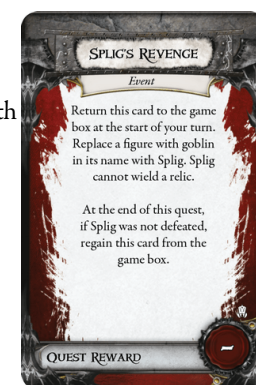 SPLIG'S REVENGE
Event
th
Return this card to the game
box at the start of your turn.
Replace a figure with goblin
in its name with Splig. Splig
cannot wield a relic.
At the end of this quest,
if Splig was not defeated,
regain this card from the
game box.
QUEST REWARD
-